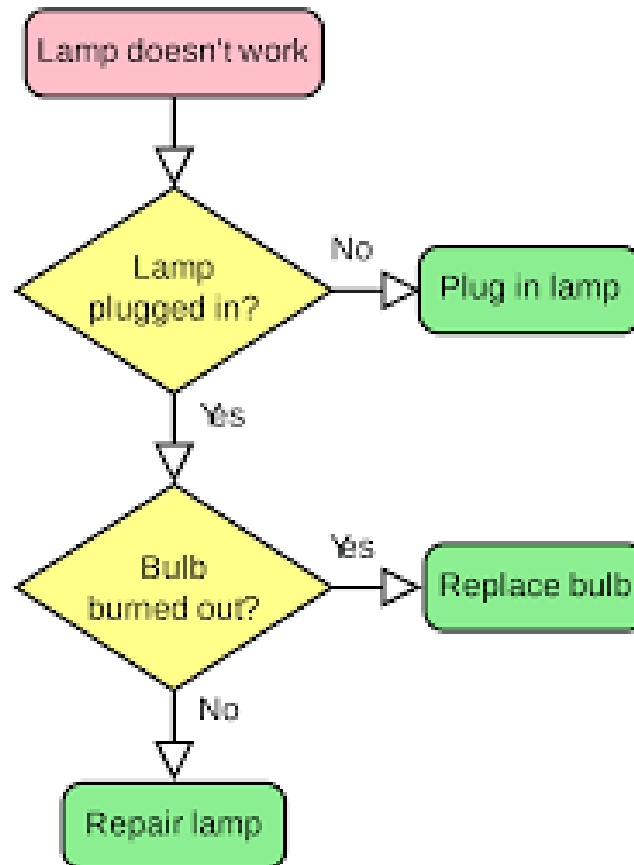 Lamp doesn't work
Lamp
plugged in?
No
Plug in lamp
Yes
Bulb
burned out?
Yes
Replace bulb
No
Repair lamp